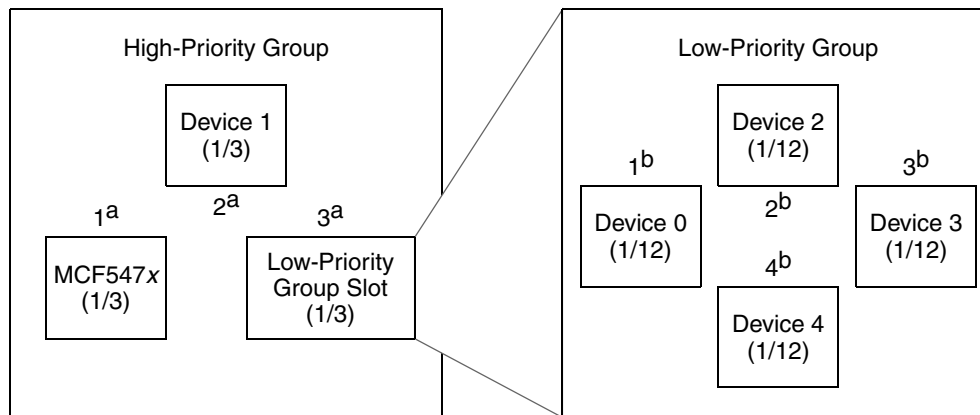 High-Priority Group
Device 1
(1/3)
1a
2a
3a
MCF547x
(1/3)
Low-Priority
Group Slot
(1/3)
Low-Priority Group
Device 2
(1/12)
1b
2b
3b
Device 0
(1/12)
Device 3
(1/12)
4b
Device 4
(1/12)